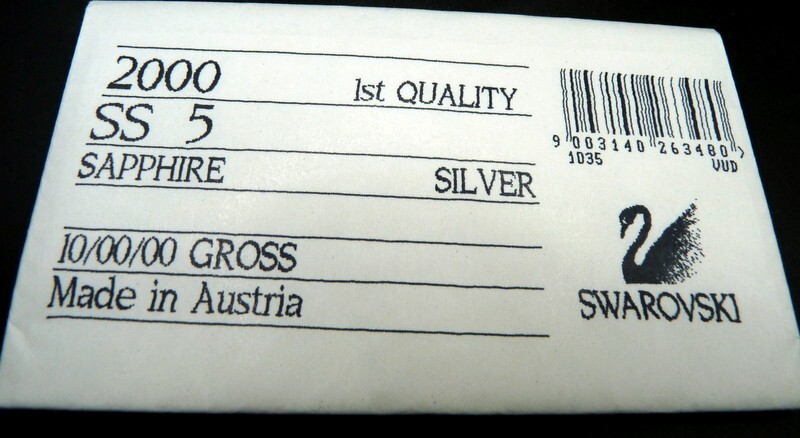 2000 1st QUALITY
SS 5
SAPPHIRE SILVER
10/00/00 GROSS
Made in Austria
9 003140 263480 >
1035 VVD
SWAROVSKI